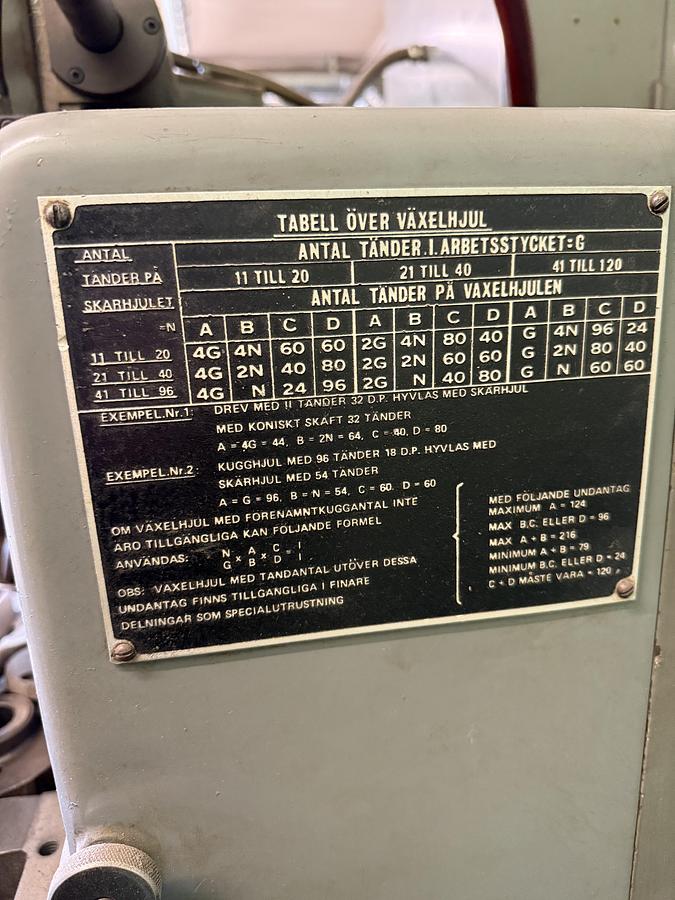 TABELL ÖVER VÄXELHJUL
ANTAL TÄNDER PÅ SKÄRHJULET =N
ANTAL TÄNDER.I.ARBETSSTYCKET=G
11 TILL 20 21 TILL 40 41 TILL 120
ANTAL TÄNDER PÅ VAXELHJULEN
A B C D A B C D A B C D
11 TILL 20 4G 4N 60 60 2G 4N 80 40 G 4N 96 24
21 TILL 40 4G 2N 40 80 2G 2N 60 60 G 2N 80 40
41 TILL 96 4G N 24 96 2G N 40 80 G N 60 60
EXEMPEL.Nr.1: DREV MED 11 TÄNDER 32 D.P. HYVLAS MED SKÄRHJUL
MED KONISKT SKAFT 32 TÄNDER
A = 4G = 44, B = 2N = 64, C = 40, D = 80
EXEMPEL.Nr.2: KUGGHJUL MED 96 TÄNDER 18 D.P. HYVLAS MED
SKÄRHJUL MED 54 TÄNDER
A = G = 96, B = N = 54, C = 60, D = 60
OM VÄXELHJUL MED FÖRENAMNTKUGGANTAL INTE
ÄRO TILLGÄNGLIGA KAN FÖLJANDE FORMEL
ANVÄNDAS: N/G × A/B × C/D = 1/1
OBS: VÄXELHJUL MED TANDANTAL UTÖVER DESSA
UNDANTAG FINNS TILLGANGLIGA I FINARE
DELNINGAR SOM SPECIALUTRUSTNING
MED FÖLJANDE UNDANTAG
MAXIMUM A = 124
MAX B.C. ELLER D = 96
MAX A + B = 216
MINIMUM A + B = 79
MINIMUM B.C. ELLER D = 24
C + D MÅSTE VARA = 120